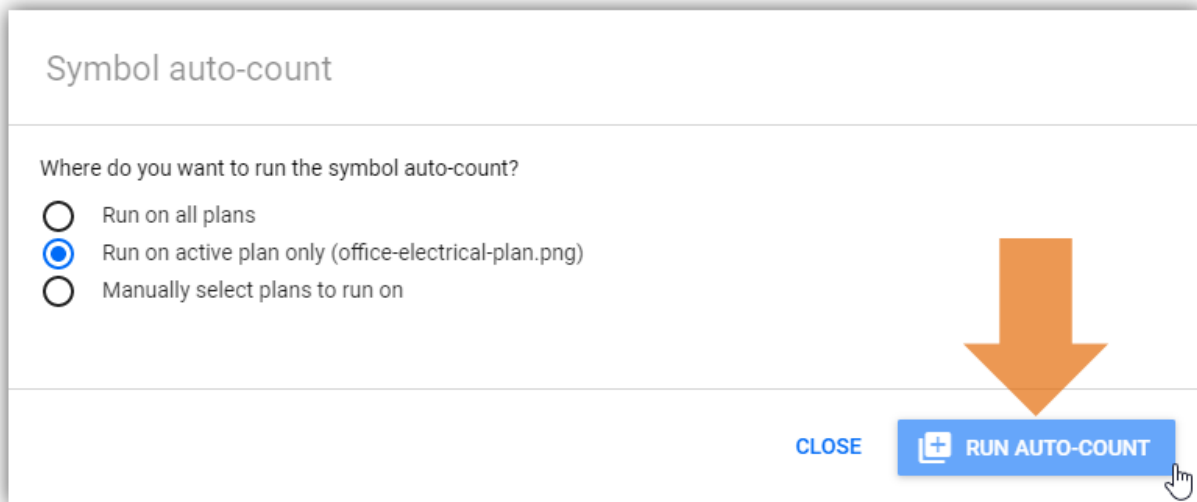 Symbol auto-count
Where do you want to run the symbol auto-count?
Run on all plans
Run on active plan only (office-electrical-plan.png)
Manually select plans to run on
CLOSE
RUN AUTO-COUNT